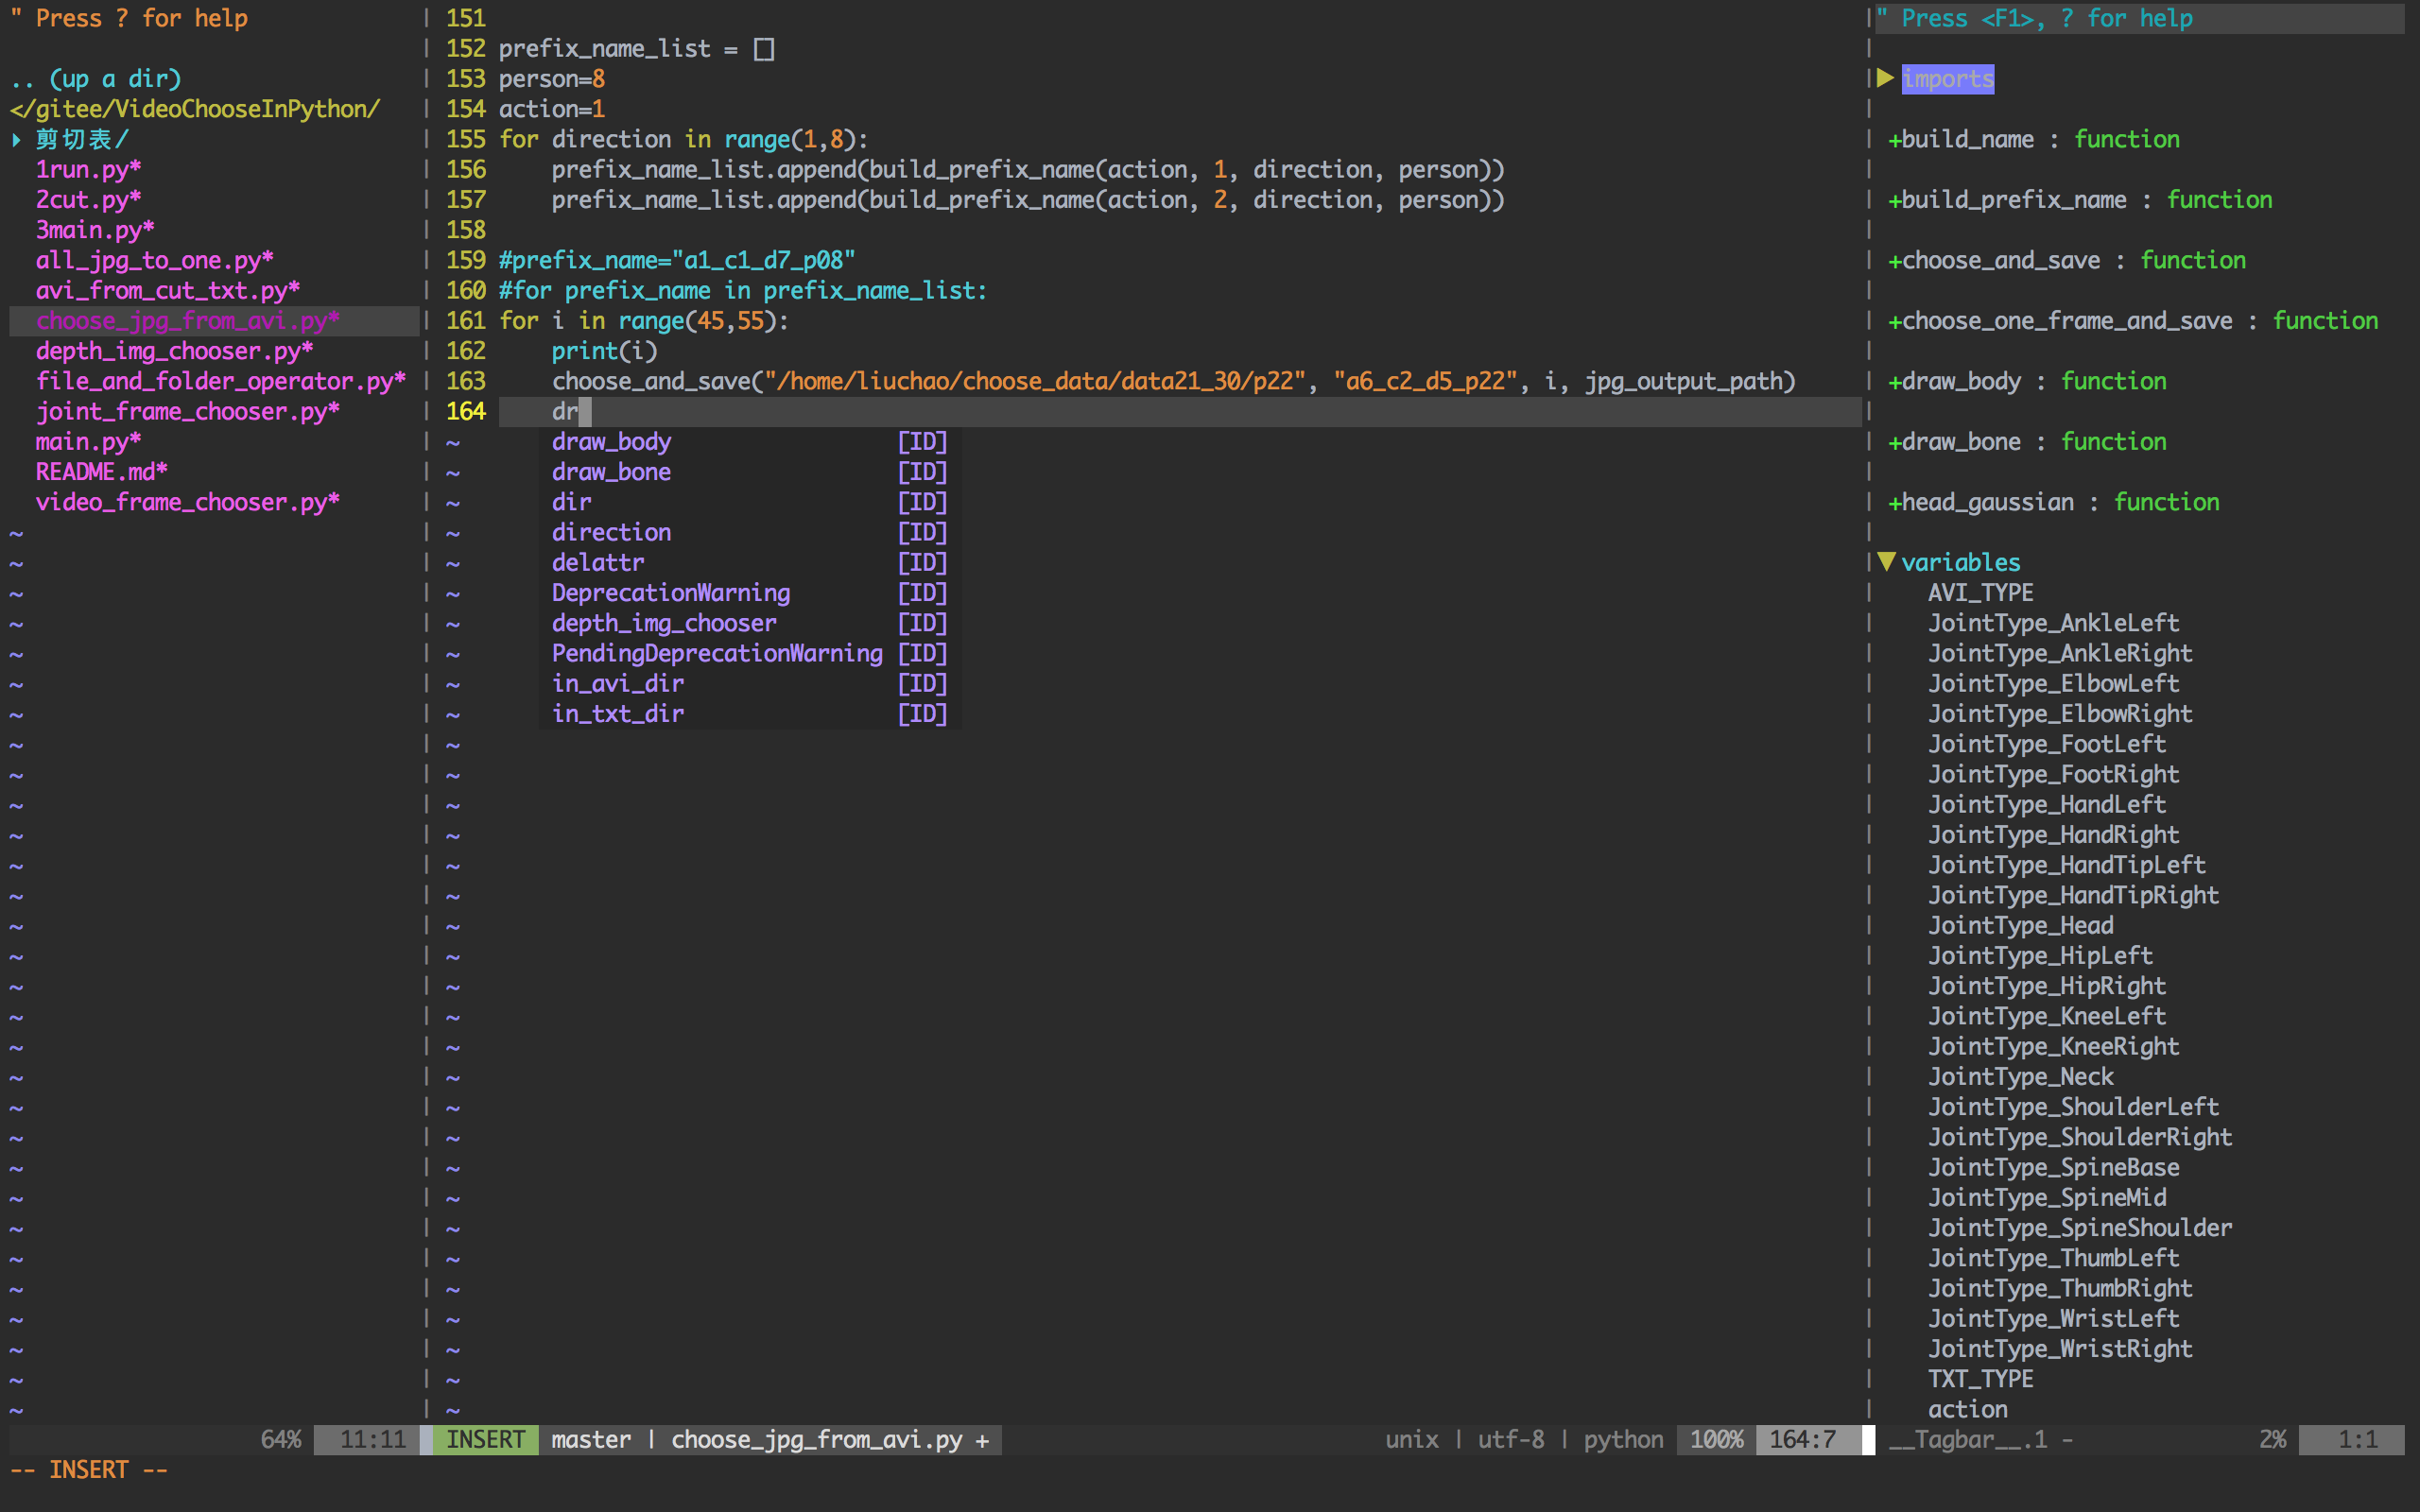 " Press ? for help
.. (up a dir)
</gitee/VideoChooseInPython/
▸ 剪切表/
1run.py*
2cut.py*
3main.py*
all_jpg_to_one.py*
avi_from_cut_txt.py*
choose_jpg_from_avi.py*
depth_img_chooser.py*
file_and_folder_operator.py*
joint_frame_chooser.py*
main.py*
README.md*
video_frame_chooser.py*
64% 11:11
151
152 prefix_name_list = []
153 person=8
154 action=1
155 for direction in range(1,8):
156     prefix_name_list.append(build_prefix_name(action, 1, direction, person))
157     prefix_name_list.append(build_prefix_name(action, 2, direction, person))
158
159 #prefix_name="a1_c1_d7_p08"
160 #for prefix_name in prefix_name_list:
161 for i in range(45,55):
162     print(i)
163     choose_and_save("/home/liuchao/choose_data/data21_30/p22", "a6_c2_d5_p22", i, jpg_output_path)
164     dr
draw_body [ID]
draw_bone [ID]
dir [ID]
direction [ID]
delattr [ID]
DeprecationWarning [ID]
depth_img_chooser [ID]
PendingDeprecationWarning [ID]
in_avi_dir [ID]
in_txt_dir [ID]
INSERT master | choose_jpg_from_avi.py + unix | utf-8 | python 100% 164:7
" Press <F1>, ? for help
▶ imports
+build_name : function
+build_prefix_name : function
+choose_and_save : function
+choose_one_frame_and_save : function
+draw_body : function
+draw_bone : function
+head_gaussian : function
▼ variables
AVI_TYPE
JointType_AnkleLeft
JointType_AnkleRight
JointType_ElbowLeft
JointType_ElbowRight
JointType_FootLeft
JointType_FootRight
JointType_HandLeft
JointType_HandRight
JointType_HandTipLeft
JointType_HandTipRight
JointType_Head
JointType_HipLeft
JointType_HipRight
JointType_KneeLeft
JointType_KneeRight
JointType_Neck
JointType_ShoulderLeft
JointType_ShoulderRight
JointType_SpineBase
JointType_SpineMid
JointType_SpineShoulder
JointType_ThumbLeft
JointType_ThumbRight
JointType_WristLeft
JointType_WristRight
TXT_TYPE
action
__Tagbar__.1 - 2% 1:1
-- INSERT --